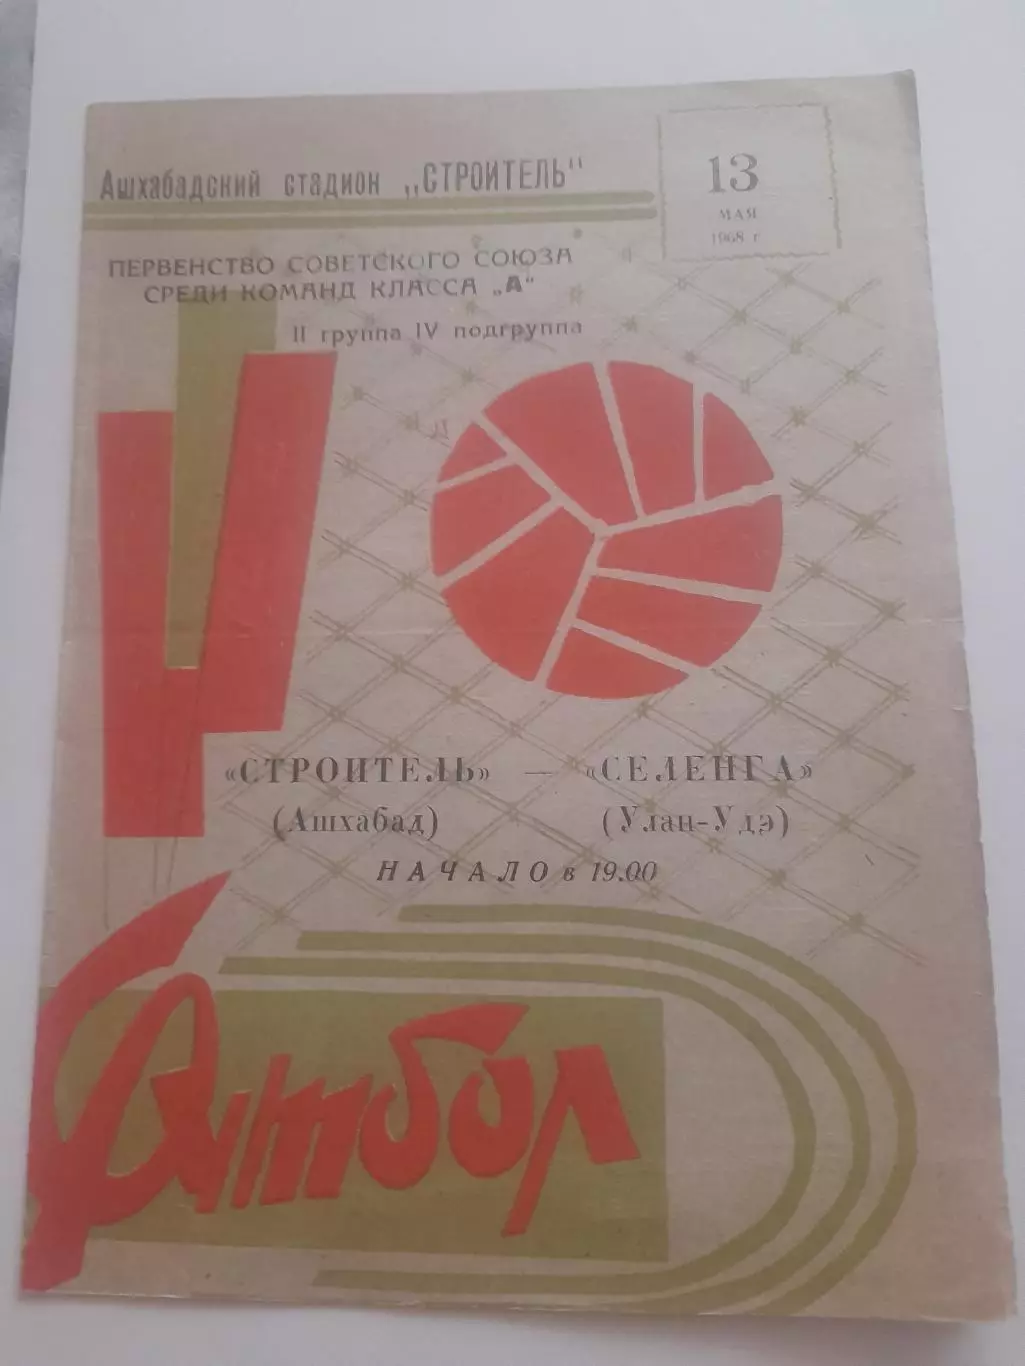 Ашхабадский стадион „СТРОИТЕЛЬ"
13
МАЯ
1968 г
ПЕРВЕНСТВО СОВЕТСКОГО СОЮЗА
СРЕДИ КОМАНД КЛАССА „А"
II группа IV подгруппа
«СТРОИТЕЛЬ» — «СЕЛЕНГА»
(Ашхабад) (Улан-Удэ)
НАЧАЛО в 19.00
Футбол